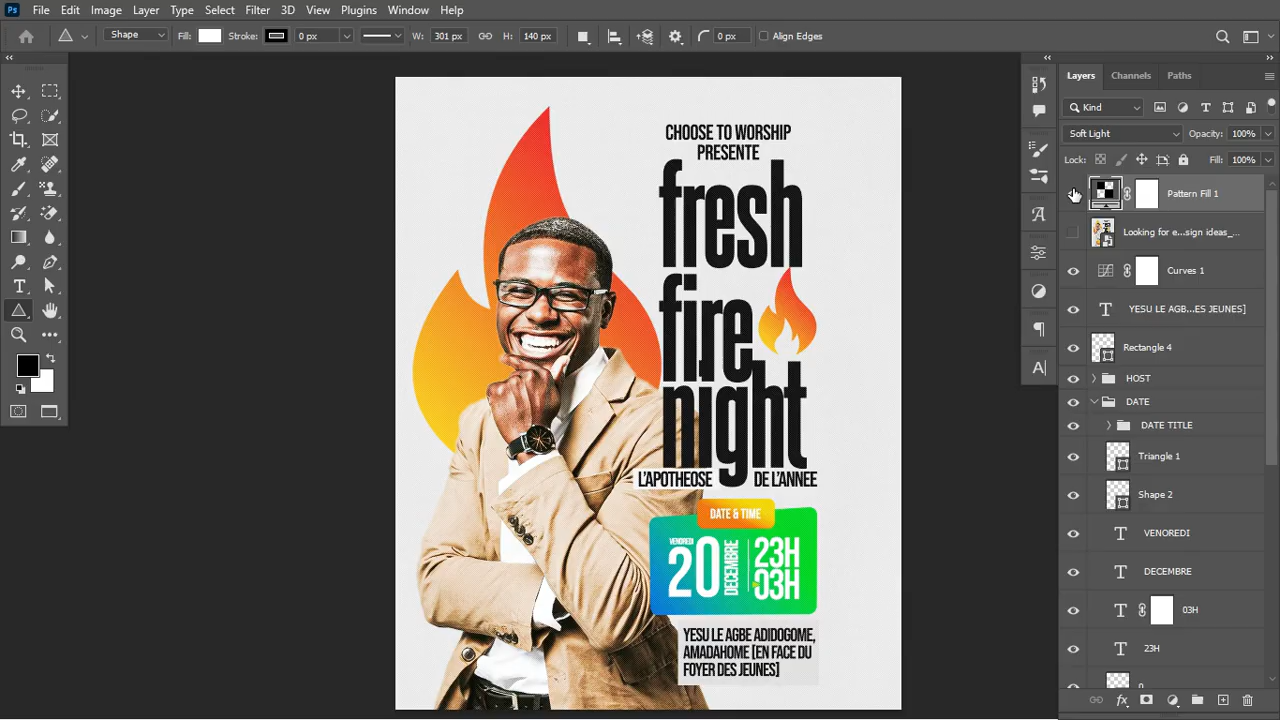 Ps File Edit Image Layer Type Select Filter 3D View Plugins Window Help
Shape Fill: Stroke: 0 px W: 301 px H: 140 px 0 px Align Edges
Layers Channels Paths
Kind
Soft Light Opacity: 100%
Lock: Fill: 100%
Pattern Fill 1
Looking for e...sign ideas_...
Curves 1
T YESU LE AGB...ES JEUNES]
Rectangle 4
HOST
DATE
DATE TITLE
Triangle 1
Shape 2
T VENOREDI
T DECEMBRE
T 03H
T 23H
CHOOSE TO WORSHIP
PRESENTE
fresh
fire
night
L'APOTHEOSE DE L'ANNEE
DATE & TIME
VENDREDI
20
DECEMBRE
23H
03H
YESU LE AGBE ADIDOGOME,
AMADAHOME [EN FACE DU
FOYER DES JEUNES]